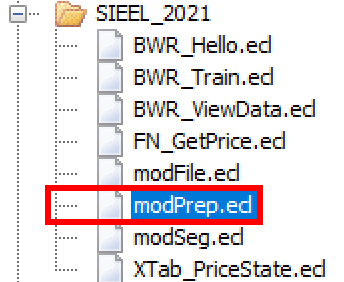 SIEEL_2021
BWR_Hello.ecl
BWR_Train.ecl
BWR_ViewData.ecl
FN_GetPrice.ecl
modFile.ecl
modPrep.ecl
modSeg.ecl
XTab_PriceState.ecl